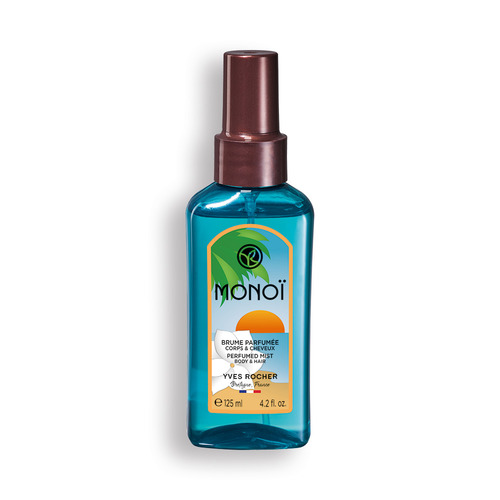 MONOÏ
BRUME PARFUMÉE
CORPS & CHEVEUX
PERFUMED MIST
BODY & HAIR
YVES ROCHER
Bretagne, France
℮ 125 ml 4.2 fl. oz.